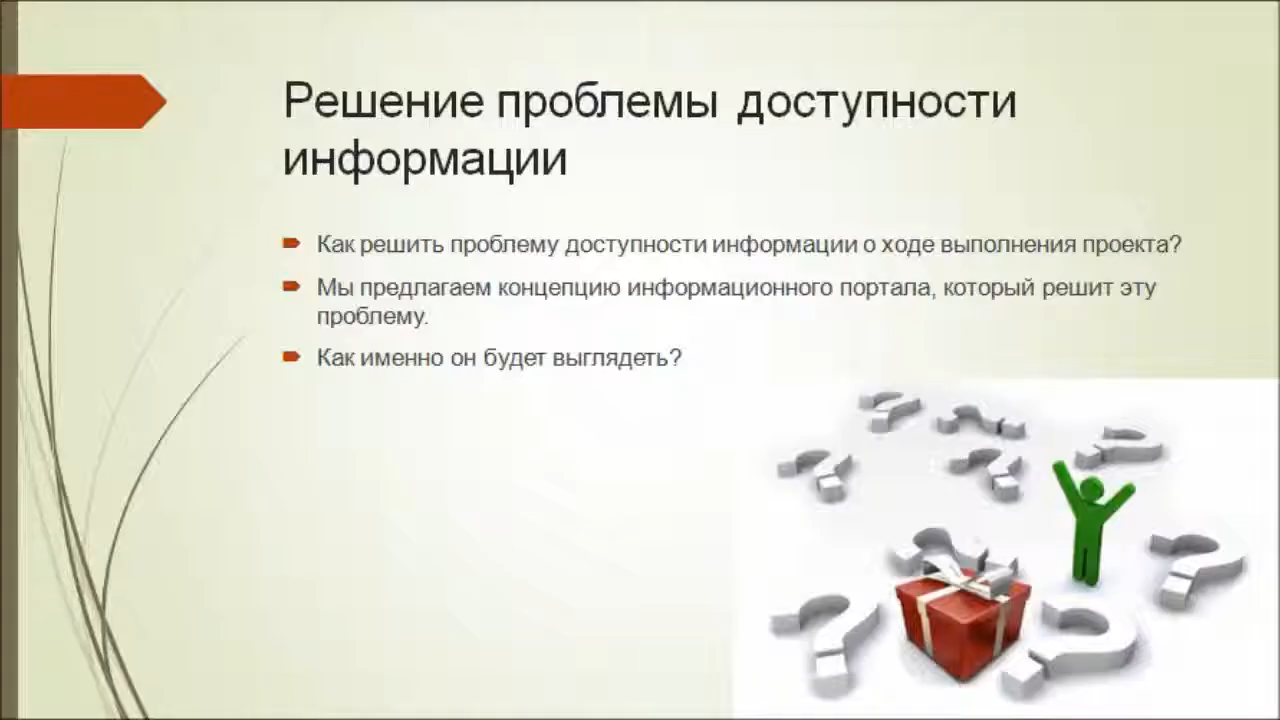 Решение проблемы доступности
информации
Как решить проблему доступности информации о ходе выполнения проекта?
Мы предлагаем концепцию информационного портала, который решит эту
проблему.
Как именно он будет выглядеть?